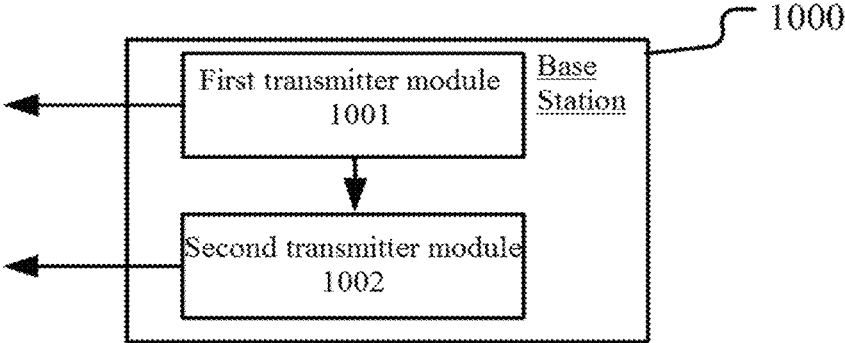 1000
First transmitter module
1001
Base
Station
Second transmitter module
1002